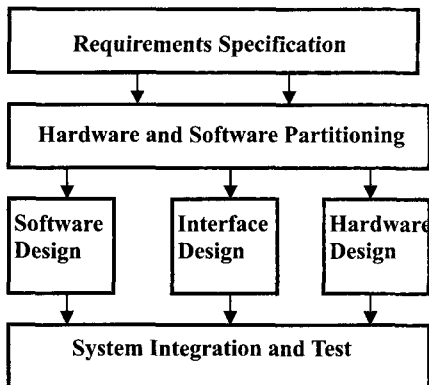 Requirements Specification
Hardware and Software Partitioning
Software
Design
Interface
Design
Hardware
Design
System Integration and Test